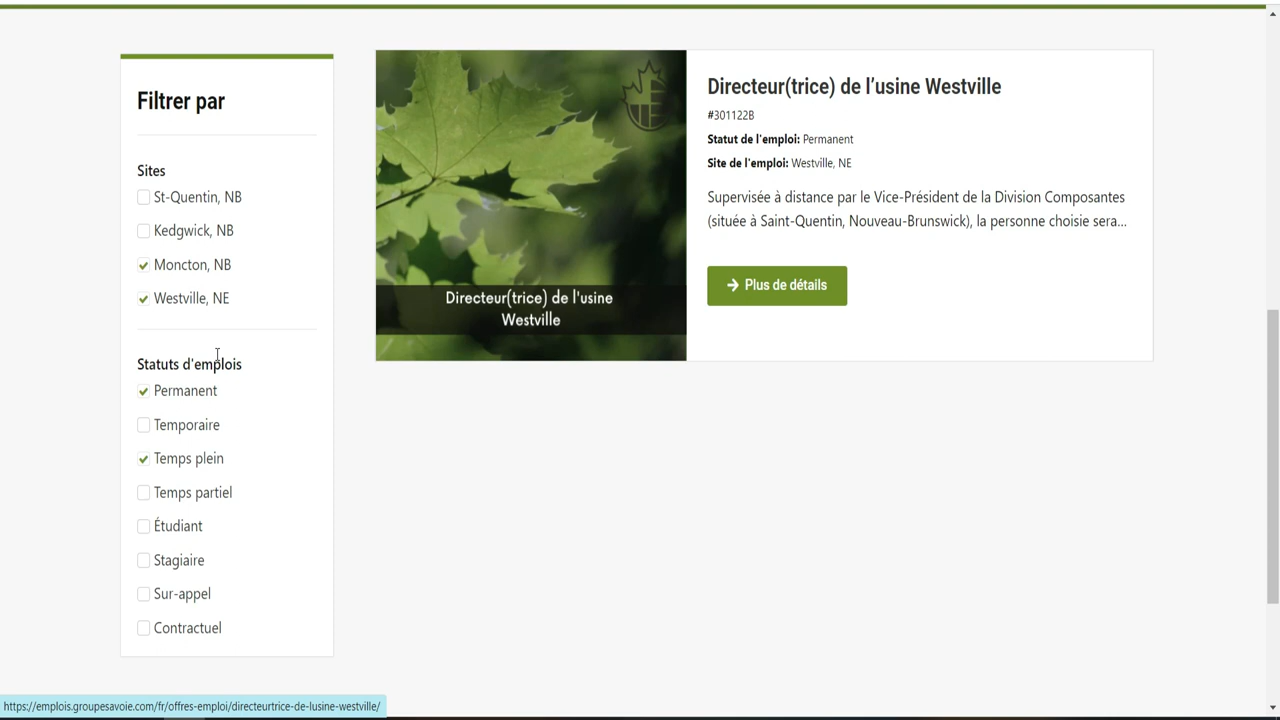 Filtrer par
Sites
St-Quentin, NB
Kedgwick, NB
Moncton, NB
Westville, NE
Statuts d'emplois
Permanent
Temporaire
Temps plein
Temps partiel
Étudiant
Stagiaire
Sur-appel
Contractuel
Directeur(trice) de l'usine
Westville
Directeur(trice) de l’usine Westville
#301122B
Statut de l'emploi: Permanent
Site de l'emploi: Westville, NE
Supervisée à distance par le Vice-Président de la Division Composantes
(située à Saint-Quentin, Nouveau-Brunswick), la personne choisie sera...
Plus de détails
https://emplois.groupesavoie.com/fr/offres-emploi/directeurtrice-de-lusine-westville/